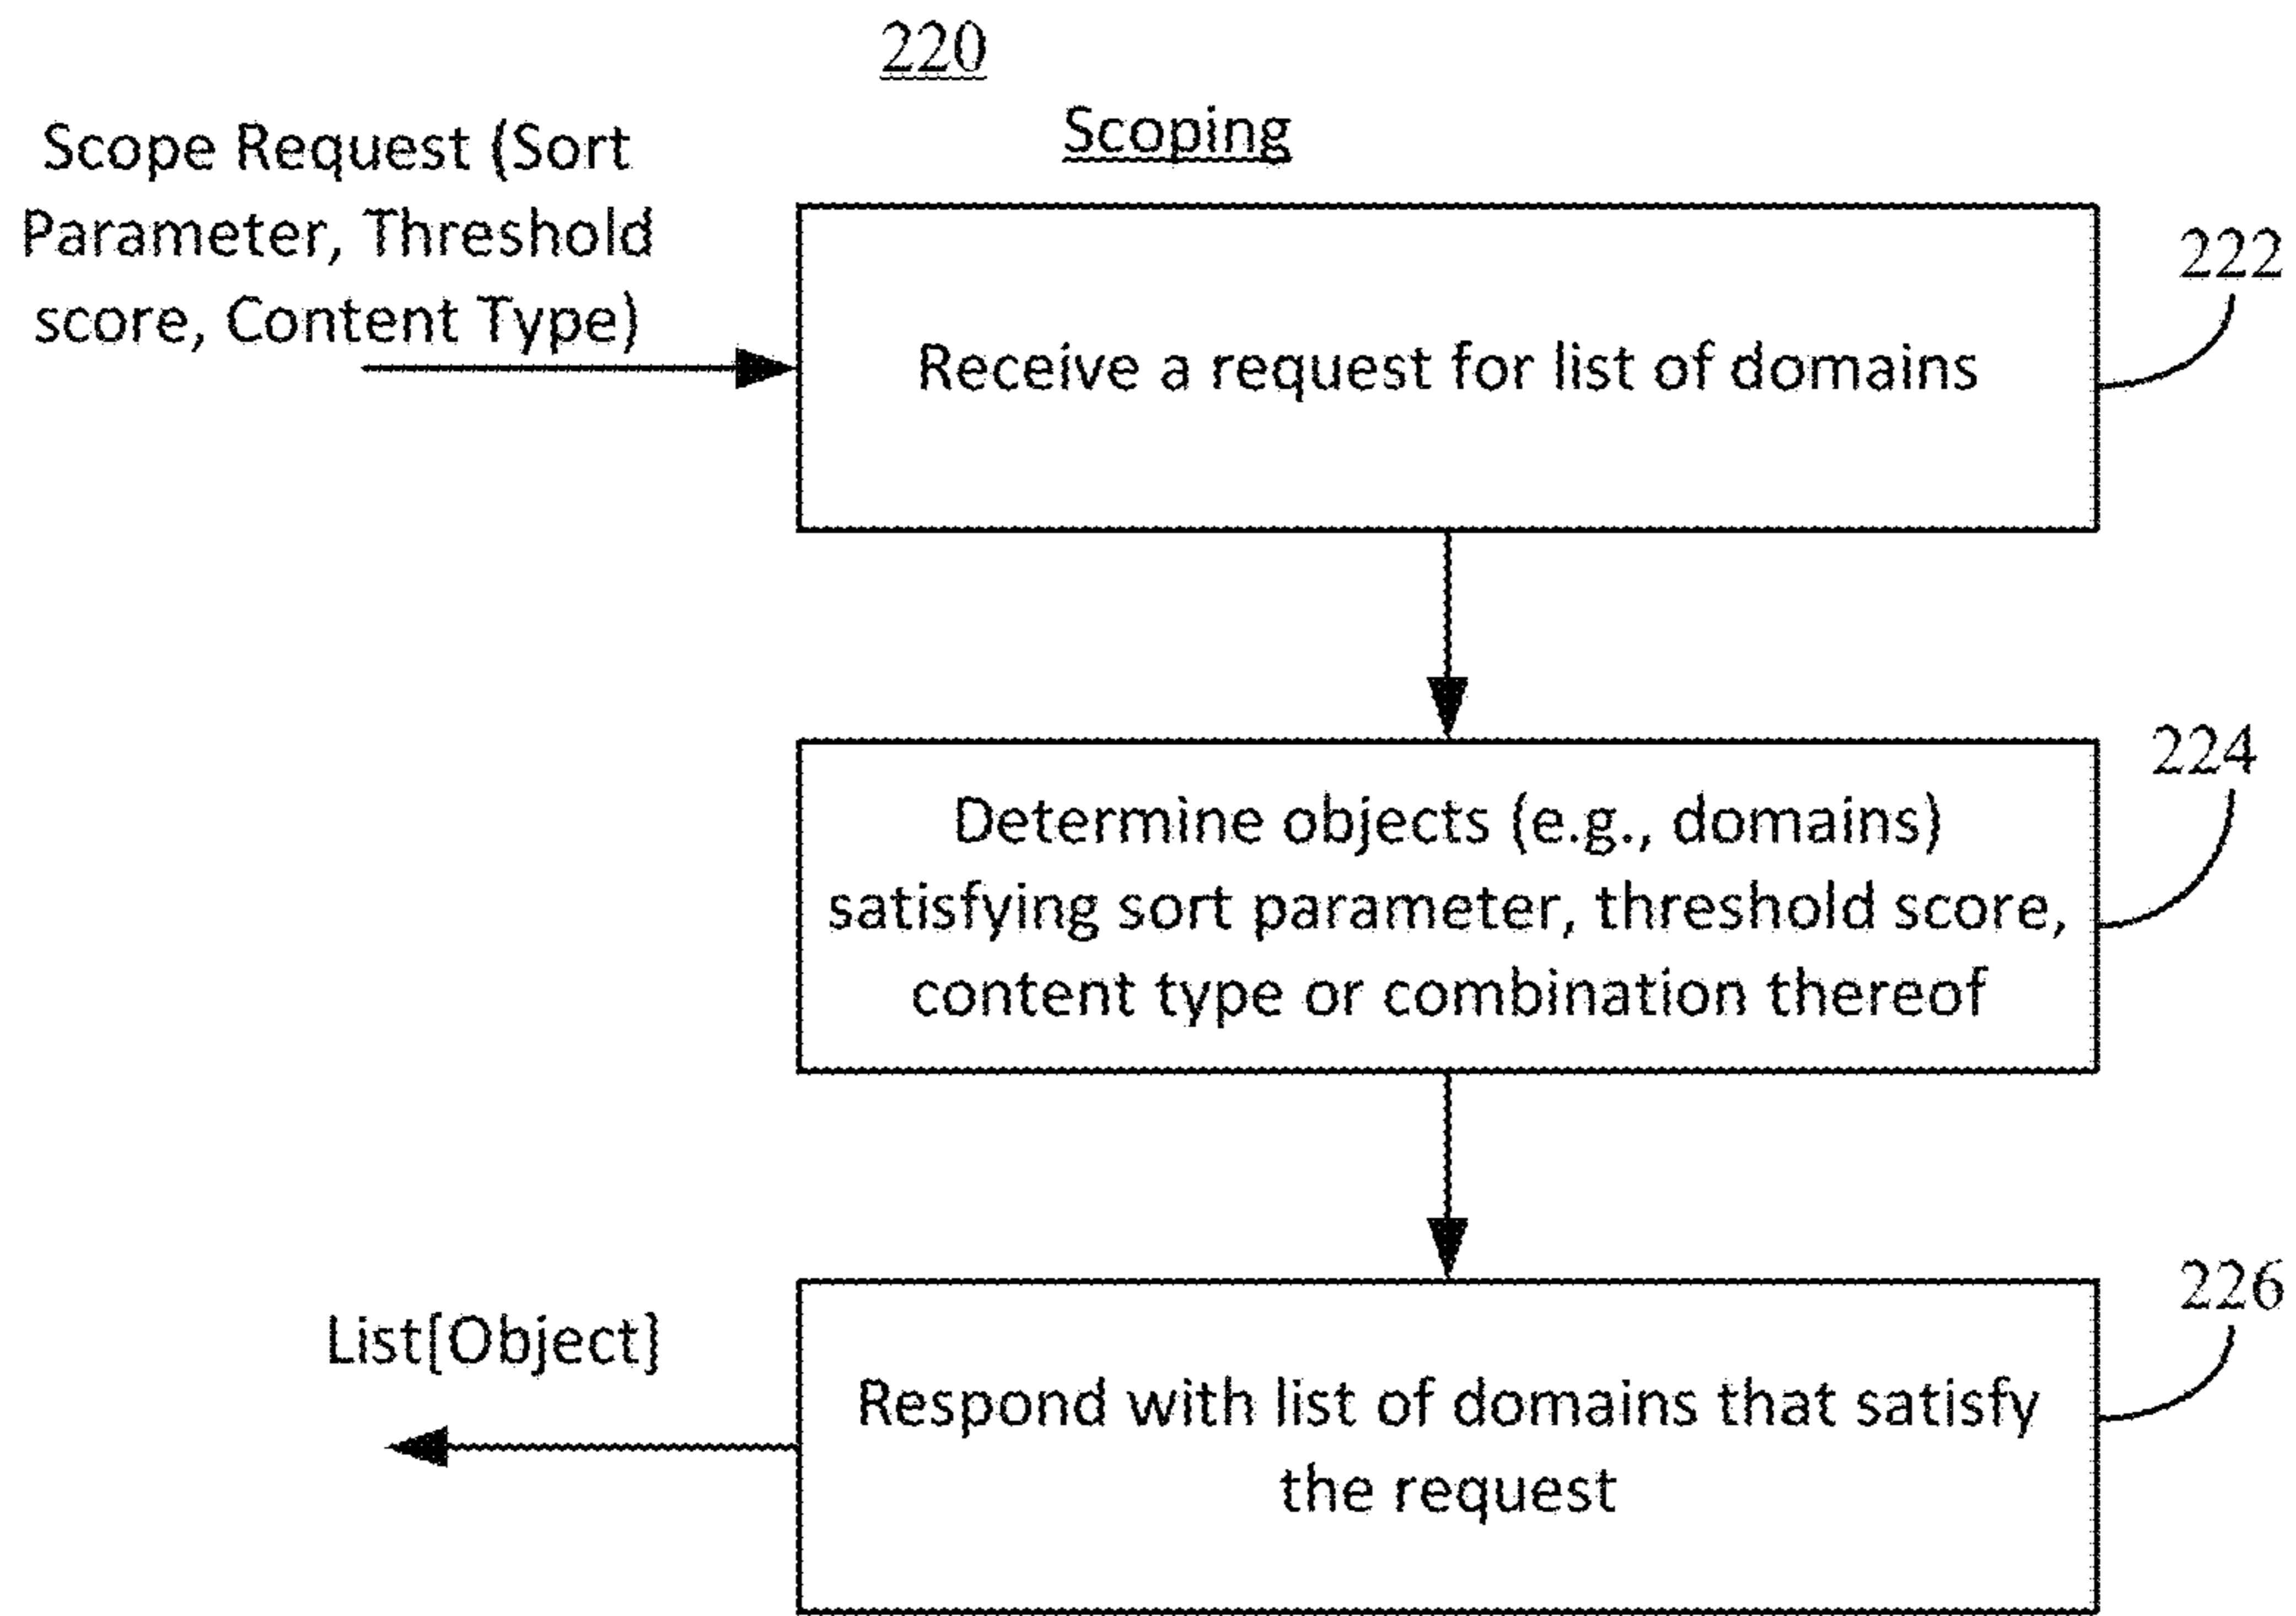 220
Scoping
Scope Request (Sort
Parameter, Threshold
score, Content Type)
222
Receive a request for list of domains
224
Determine objects (e.g., domains)
satisfying sort parameter, threshold score,
content type or combination thereof
226
List[Object]
Respond with list of domains that satisfy
the request